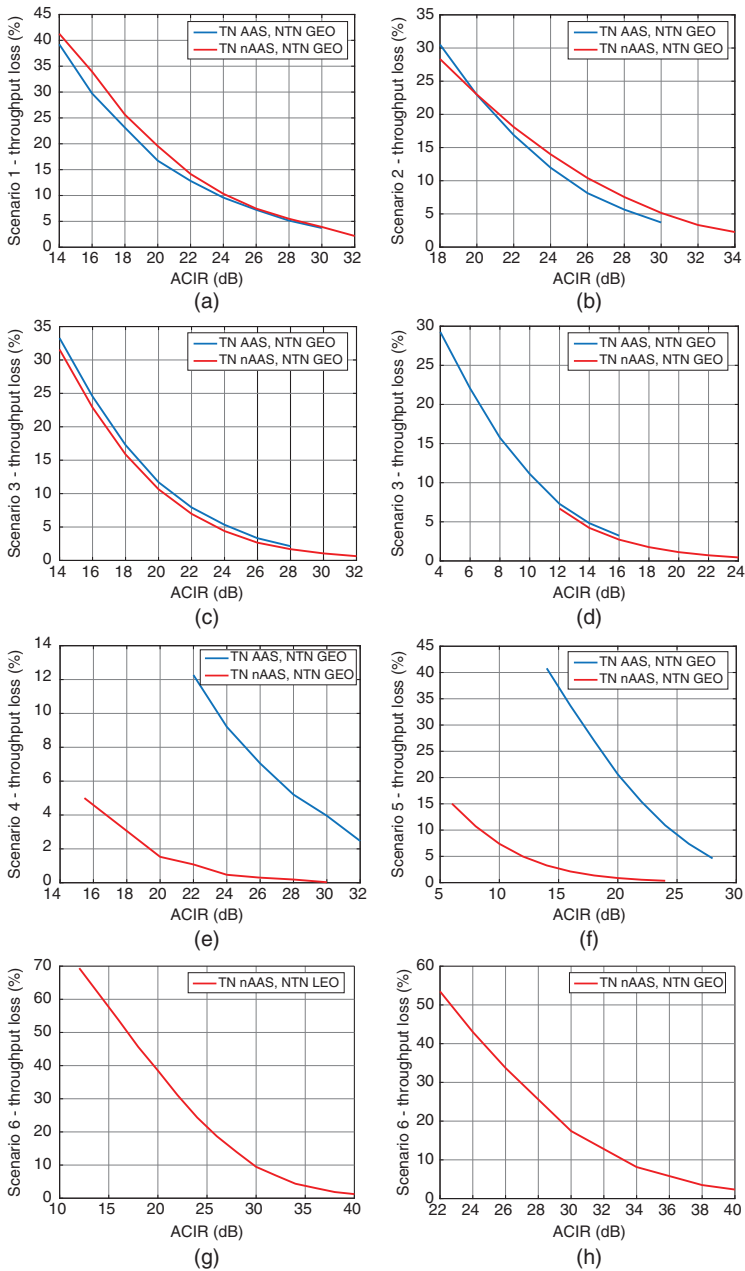 Scenario 1 - throughput loss (%)
45
40
35
30
25
20
15
10
5
0
TN AAS, NTN GEO
TN nAAS, NTN GEO
14 16 18 20 22 24 26 28 30 32
ACIR (dB)
(a)
Scenario 2 - throughput loss (%)
35
30
25
20
15
10
5
0
TN AAS, NTN GEO
TN nAAS, NTN GEO
18 20 22 24 26 28 30 32 34
ACIR (dB)
(b)
Scenario 3 - throughput loss (%)
35
30
25
20
15
10
5
0
TN AAS, NTN GEO
TN nAAS, NTN GEO
14 16 18 20 22 24 26 28 30 32
ACIR (dB)
(c)
Scenario 3 - throughput loss (%)
30
25
20
15
10
5
0
TN AAS, NTN GEO
TN nAAS, NTN GEO
4 6 8 10 12 14 16 18 20 22 24
ACIR (dB)
(d)
Scenario 4 - throughput loss (%)
14
12
10
8
6
4
2
0
TN AAS, NTN GEO
TN nAAS, NTN GEO
14 16 18 20 22 24 26 28 30 32
ACIR (dB)
(e)
Scenario 5 - throughput loss (%)
45
40
35
30
25
20
15
10
5
0
TN AAS, NTN GEO
TN nAAS, NTN GEO
5 10 15 20 25 30
ACIR (dB)
(f)
Scenario 6 - throughput loss (%)
70
60
50
40
30
20
10
0
TN nAAS, NTN LEO
10 15 20 25 30 35 40
ACIR (dB)
(g)
Scenario 6 - throughput loss (%)
60
50
40
30
20
10
0
TN nAAS, NTN GEO
22 24 26 28 30 32 34 36 38 40
ACIR (dB)
(h)